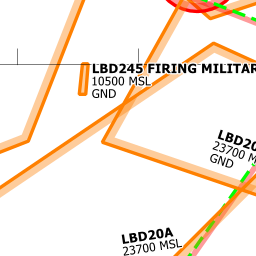 LBD245 FIRING MILITAR
10500 MSL
GND
LBD20
23700 M
GND
LBD20A
23700 MSL